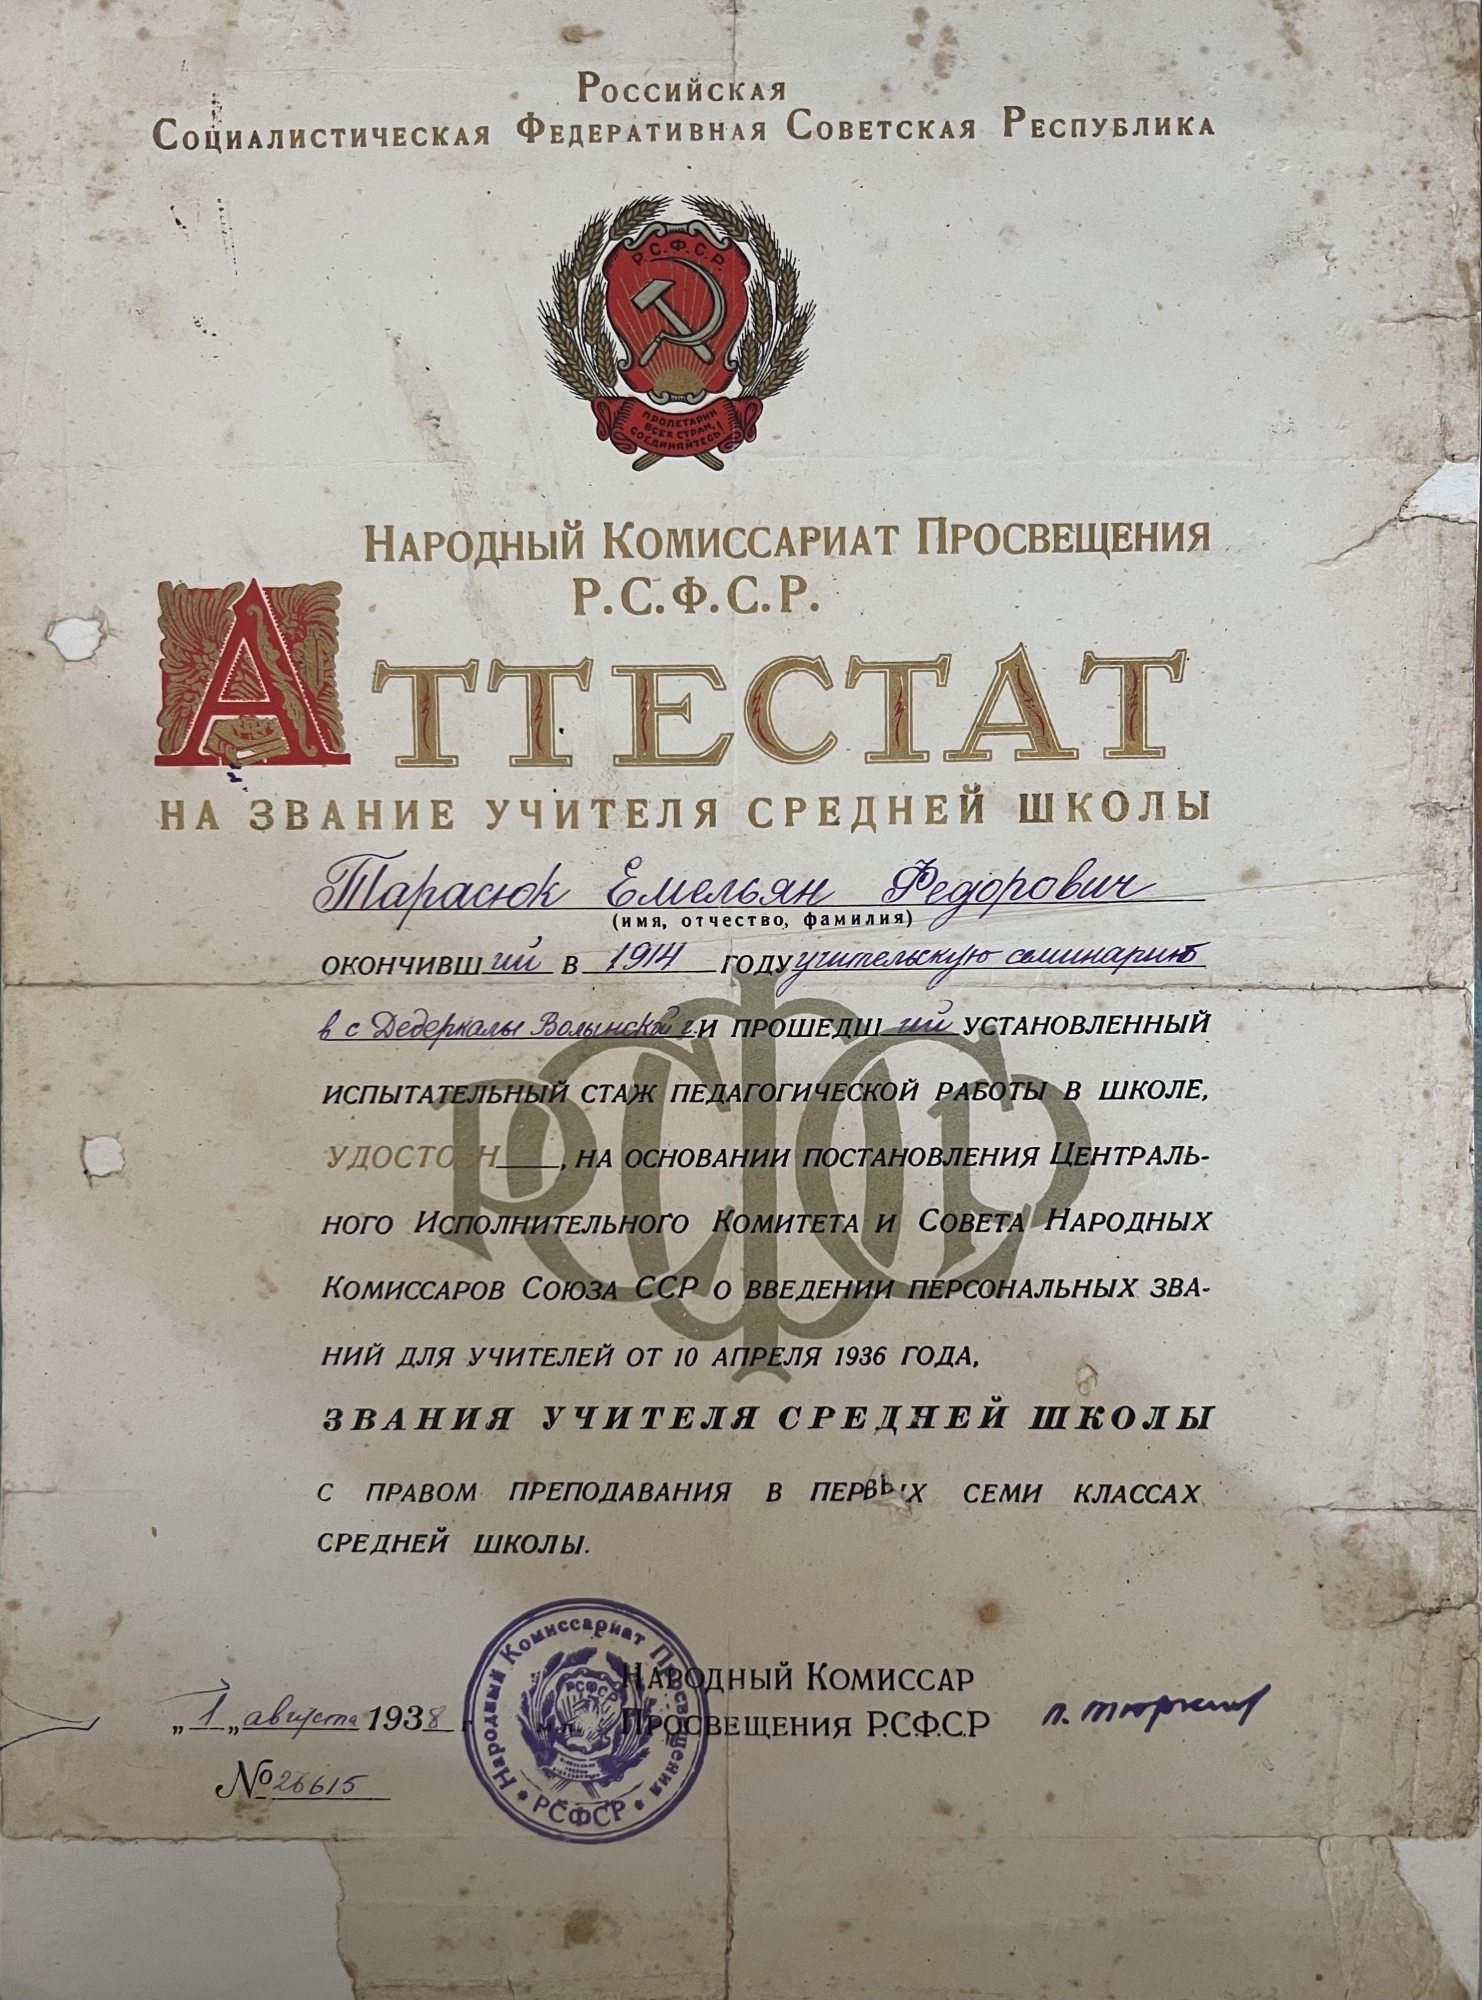 Российская
Социалистическая Федеративная Советская Республика
Р.С.Ф.С.Р.
ПРОЛЕТАРИИ
ВСЕХ СТРАН,
СОЕДИНЯЙТЕСЬ!
Народный Комиссариат Просвещения
Р.С.Ф.С.Р.
АТТЕСТАТ
НА ЗВАНИЕ УЧИТЕЛЯ СРЕДНЕЙ ШКОЛЫ
Тарасюк Емельян Федорович
(имя, отчество, фамилия)
ОКОНЧИВШий В 1914 ГОДУ учительскую семинарию
в с Дедеркалы Волынской г. И ПРОШЕДШий УСТАНОВЛЕННЫЙ
ИСПЫТАТЕЛЬНЫЙ СТАЖ ПЕДАГОГИЧЕСКОЙ РАБОТЫ В ШКОЛЕ,
УДОСТОЕН, НА ОСНОВАНИИ ПОСТАНОВЛЕНИЯ ЦЕНТРАЛЬ-
НОГО ИСПОЛНИТЕЛЬНОГО КОМИТЕТА И СОВЕТА НАРОДНЫХ
КОМИССАРОВ СОЮЗА ССР О ВВЕДЕНИИ ПЕРСОНАЛЬНЫХ ЗВА-
НИЙ ДЛЯ УЧИТЕЛЕЙ ОТ 10 АПРЕЛЯ 1936 ГОДА,
ЗВАНИЯ УЧИТЕЛЯ СРЕДНЕЙ ШКОЛЫ
С ПРАВОМ ПРЕПОДАВАНИЯ В ПЕРВЫХ СЕМИ КЛАССАХ
СРЕДНЕЙ ШКОЛЫ.
Народный Комиссариат Просвещения
РСФСР
РСФСР
Народный Комиссар
Просвещения Р.С.Ф.С.Р
„1„ августа 1938 г
м.п.
П. Тюркин
№ 26615